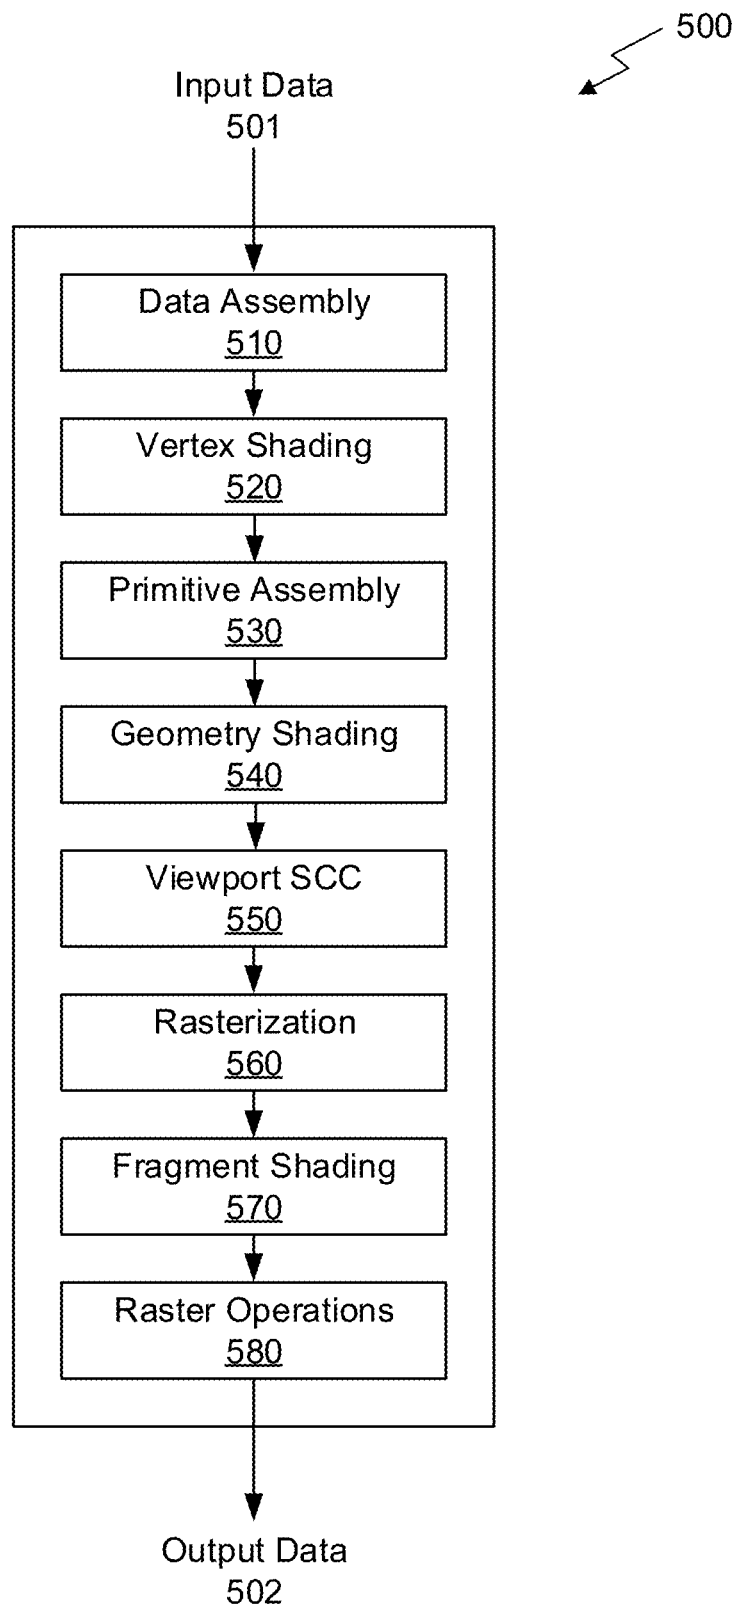 500
Input Data
501
Data Assembly
510
Vertex Shading
520
Primitive Assembly
530
Geometry Shading
540
Viewport SCC
550
Rasterization
560
Fragment Shading
570
Raster Operations
580
Output Data
502